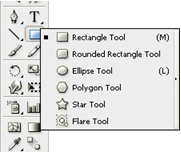 T
Rectangle Tool (M)
Rounded Rectangle Tool
Ellipse Tool (L)
Polygon Tool
Star Tool
Flare Tool